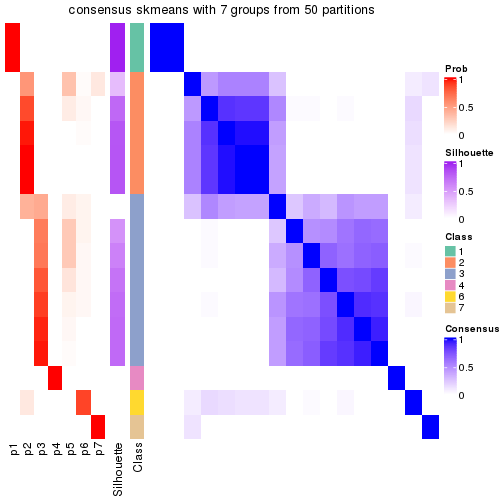 consensus skmeans with 7 groups from 50 partitions
Prob
1
0.5
0
Silhouette
1
0.5
0
Class
1
2
3
4
6
7
Consensus
1
0.5
0
p1
p2
p3
p4
p5
p6
p7
Silhouette
Class